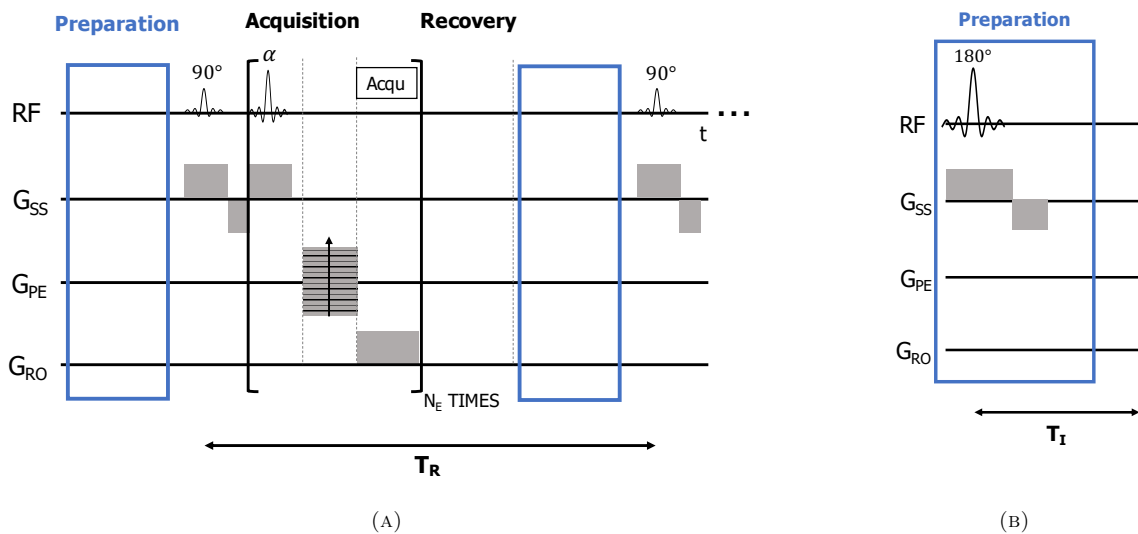 Preparation
Acquisition
Recovery
90°
α
Acqu
90°
RF
t
...
G_SS
G_PE
G_RO
N_E TIMES
T_R
(A)
Preparation
180°
RF
G_SS
G_PE
G_RO
T_I
(B)